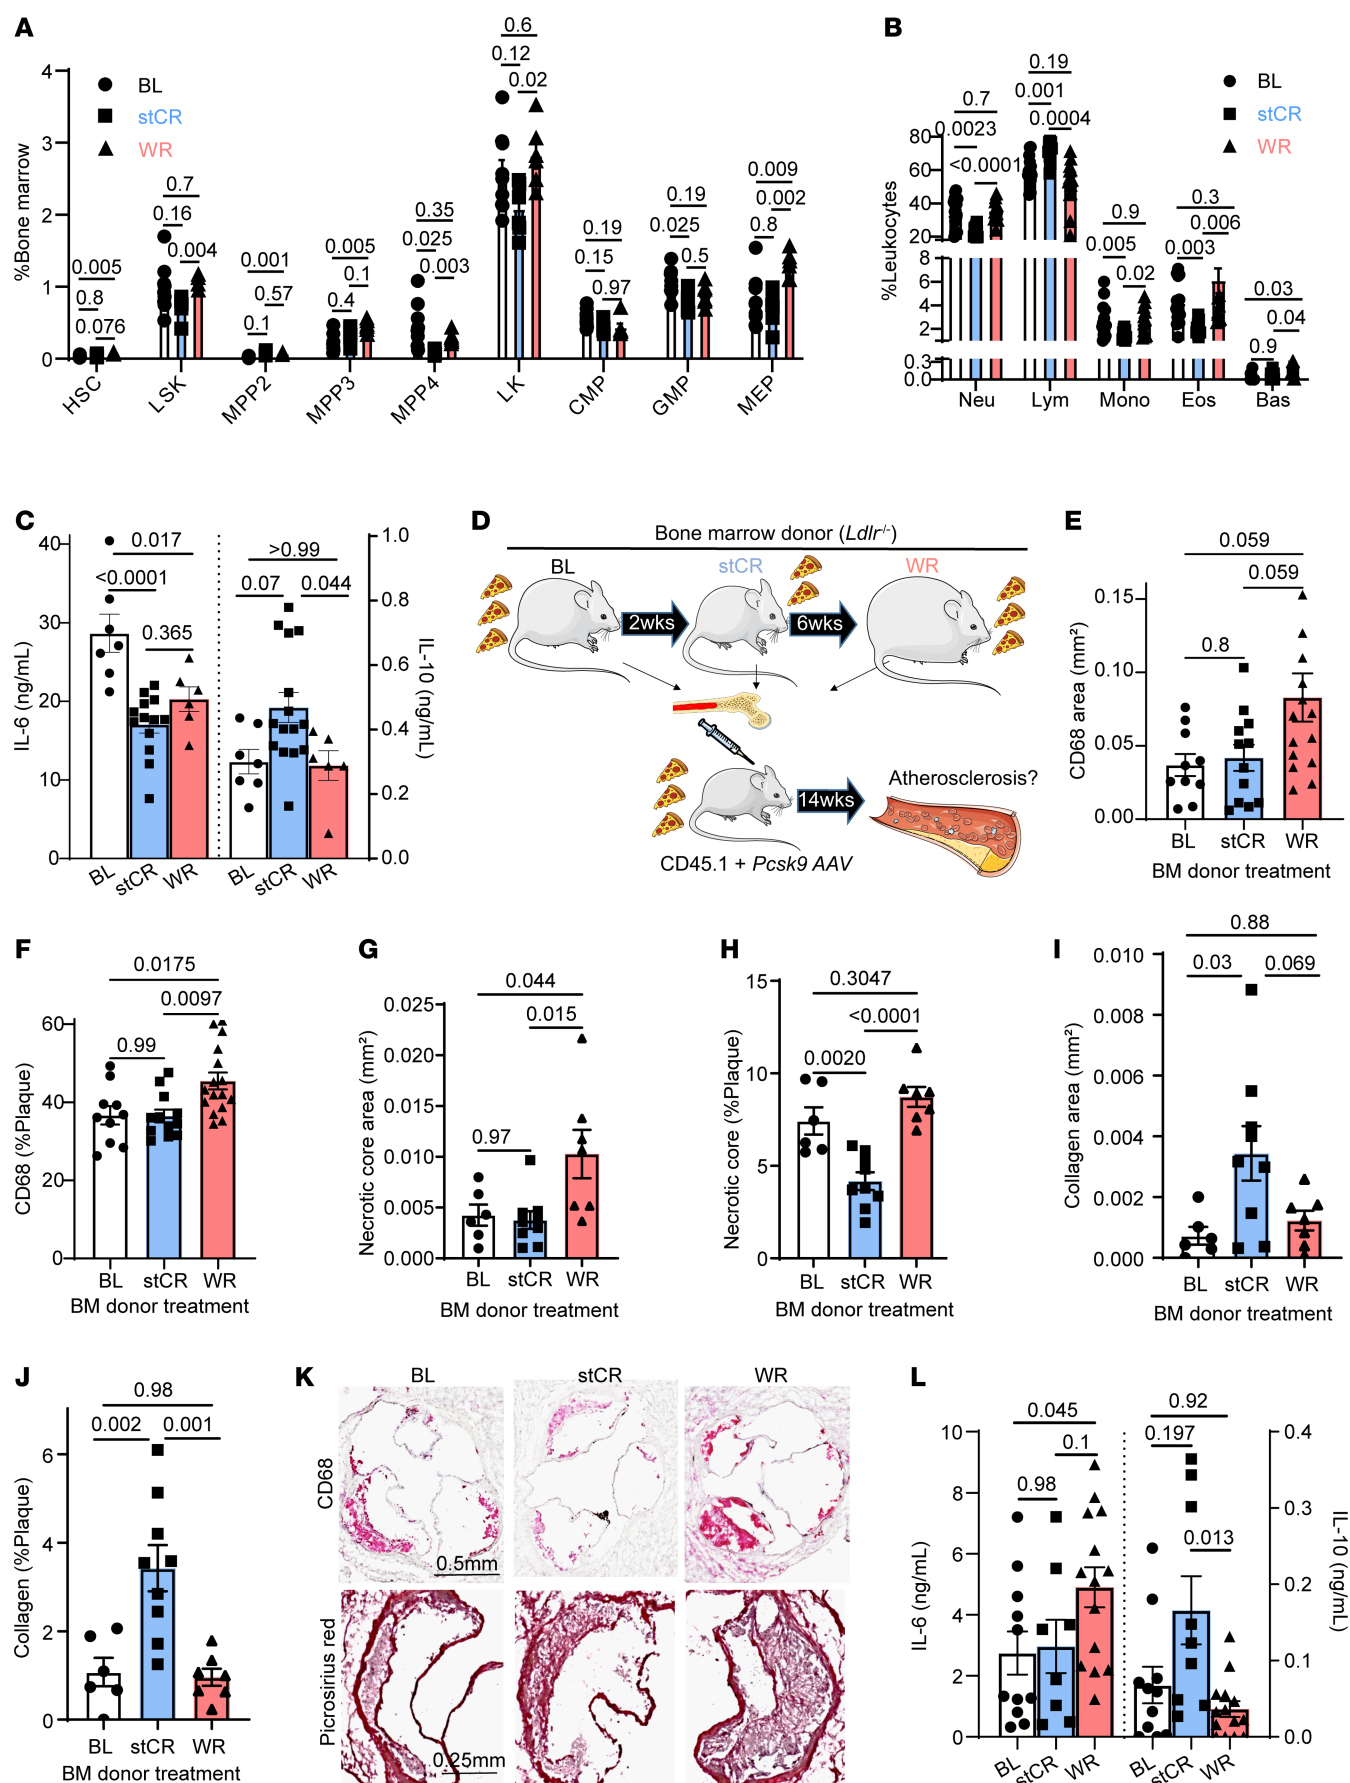 A
BL
stCR
WR
%Bone marrow
4
3
2
1
0
0.005
0.8
0.076
0.7
0.16
0.004
0.001
0.57
0.1
0.005
0.1
0.4
0.35
0.025
0.003
0.6
0.12
0.02
0.19
0.15
0.97
0.19
0.025
0.5
0.009
0.002
0.8
HSC
LSK
MPP2
MPP3
MPP4
LK
CMP
GMP
MEP
B
BL
stCR
WR
%Leukocytes
80
60
40
20
8
6
4
2
0.3
0.0
0.7
0.0023
<0.0001
0.19
0.001
0.0004
0.9
0.005
0.02
0.3
0.006
0.003
0.03
0.04
0.9
Neu
Lym
Mono
Eos
Bas
C
IL-6 (ng/mL)
40
30
20
10
0
0.017
<0.0001
0.365
>0.99
0.07
0.044
1.0
0.8
0.6
0.4
0.2
0.0
IL-10 (ng/mL)
BL
stCR
WR
BL
stCR
WR
D
Bone marrow donor (Ldlr-/-)
BL
stCR
WR
2wks
6wks
14wks
Atherosclerosis?
CD45.1 + Pcsk9 AAV
E
CD68 area (mm²)
0.15
0.10
0.05
0.00
0.059
0.059
0.8
BL
stCR
WR
BM donor treatment
F
CD68 (%Plaque)
60
40
20
0
0.0175
0.0097
0.99
BL
stCR
WR
BM donor treatment
G
Necrotic core area (mm²)
0.025
0.020
0.015
0.010
0.005
0.000
0.044
0.015
0.97
BL
stCR
WR
BM donor treatment
H
Necrotic core (%Plaque)
15
10
5
0
0.3047
<0.0001
0.0020
BL
stCR
WR
BM donor treatment
I
Collagen area (mm²)
0.010
0.008
0.006
0.004
0.002
0.000
0.88
0.03
0.069
BL
stCR
WR
BM donor treatment
J
Collagen (%Plaque)
6
4
2
0
0.98
0.002
0.001
BL
stCR
WR
BM donor treatment
K
BL
stCR
WR
CD68
0.5mm
Picrosirius red
0.25mm
L
IL-6 (ng/mL)
10
8
6
4
2
0
0.045
0.1
0.98
0.92
0.197
0.013
0.4
0.3
0.2
0.1
0.0
IL-10 (ng/mL)
BL
stCR
WR
BL
stCR
WR